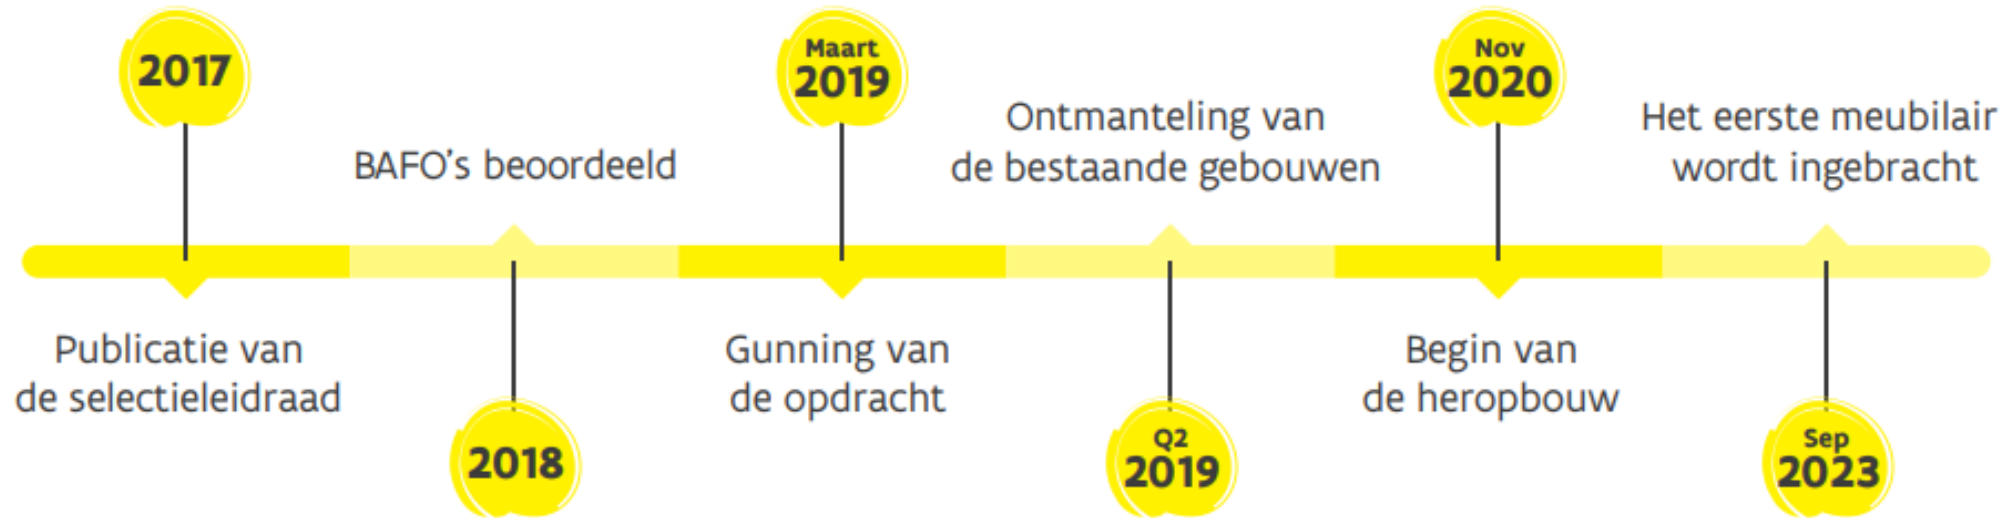 2017
Publicatie van
de selectieleidraad
BAFO's beoordeeld
2018
Maart
2019
Gunning van
de opdracht
Ontmanteling van
de bestaande gebouwen
Q2
2019
Nov
2020
Begin van
de heropbouw
Het eerste meubilair
wordt ingebracht
Sep
2023